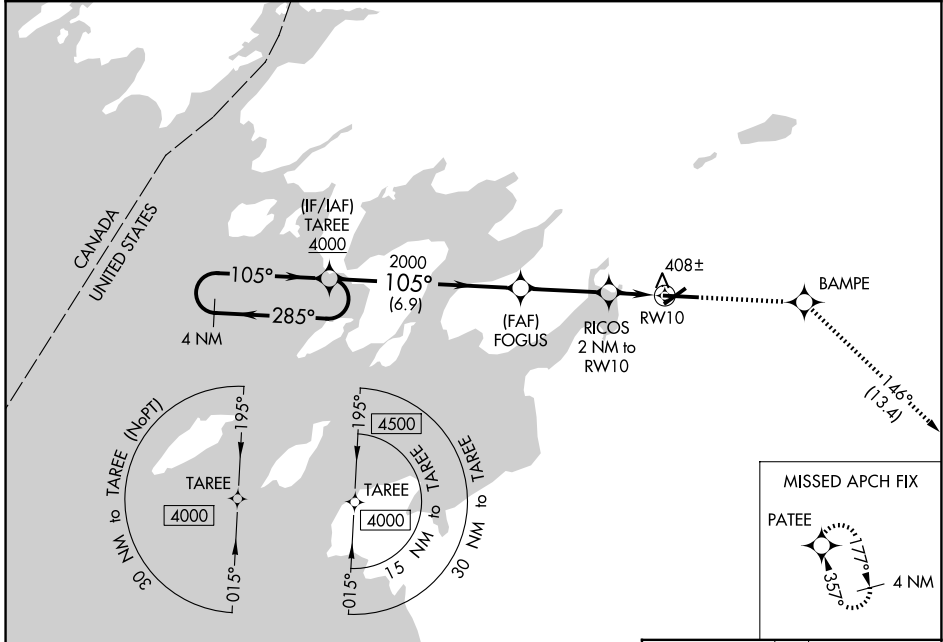 CANADA
UNITED STATES
(IF/IAF)
TAREE
4000
105°
285°
4 NM
2000
105°
(6.9)
(FAF)
FOGUS
RICOS
2 NM to
RW10
408±
RW10
BAMPE
146°
(13.4)
30 NM to TAREE (NoPT)
195°
TAREE
4000
015°
195°
4500
TAREE
4000
015°
15 NM to TAREE
30 NM to TAREE
MISSED APCH FIX
PATEE
177°
357°
4 NM